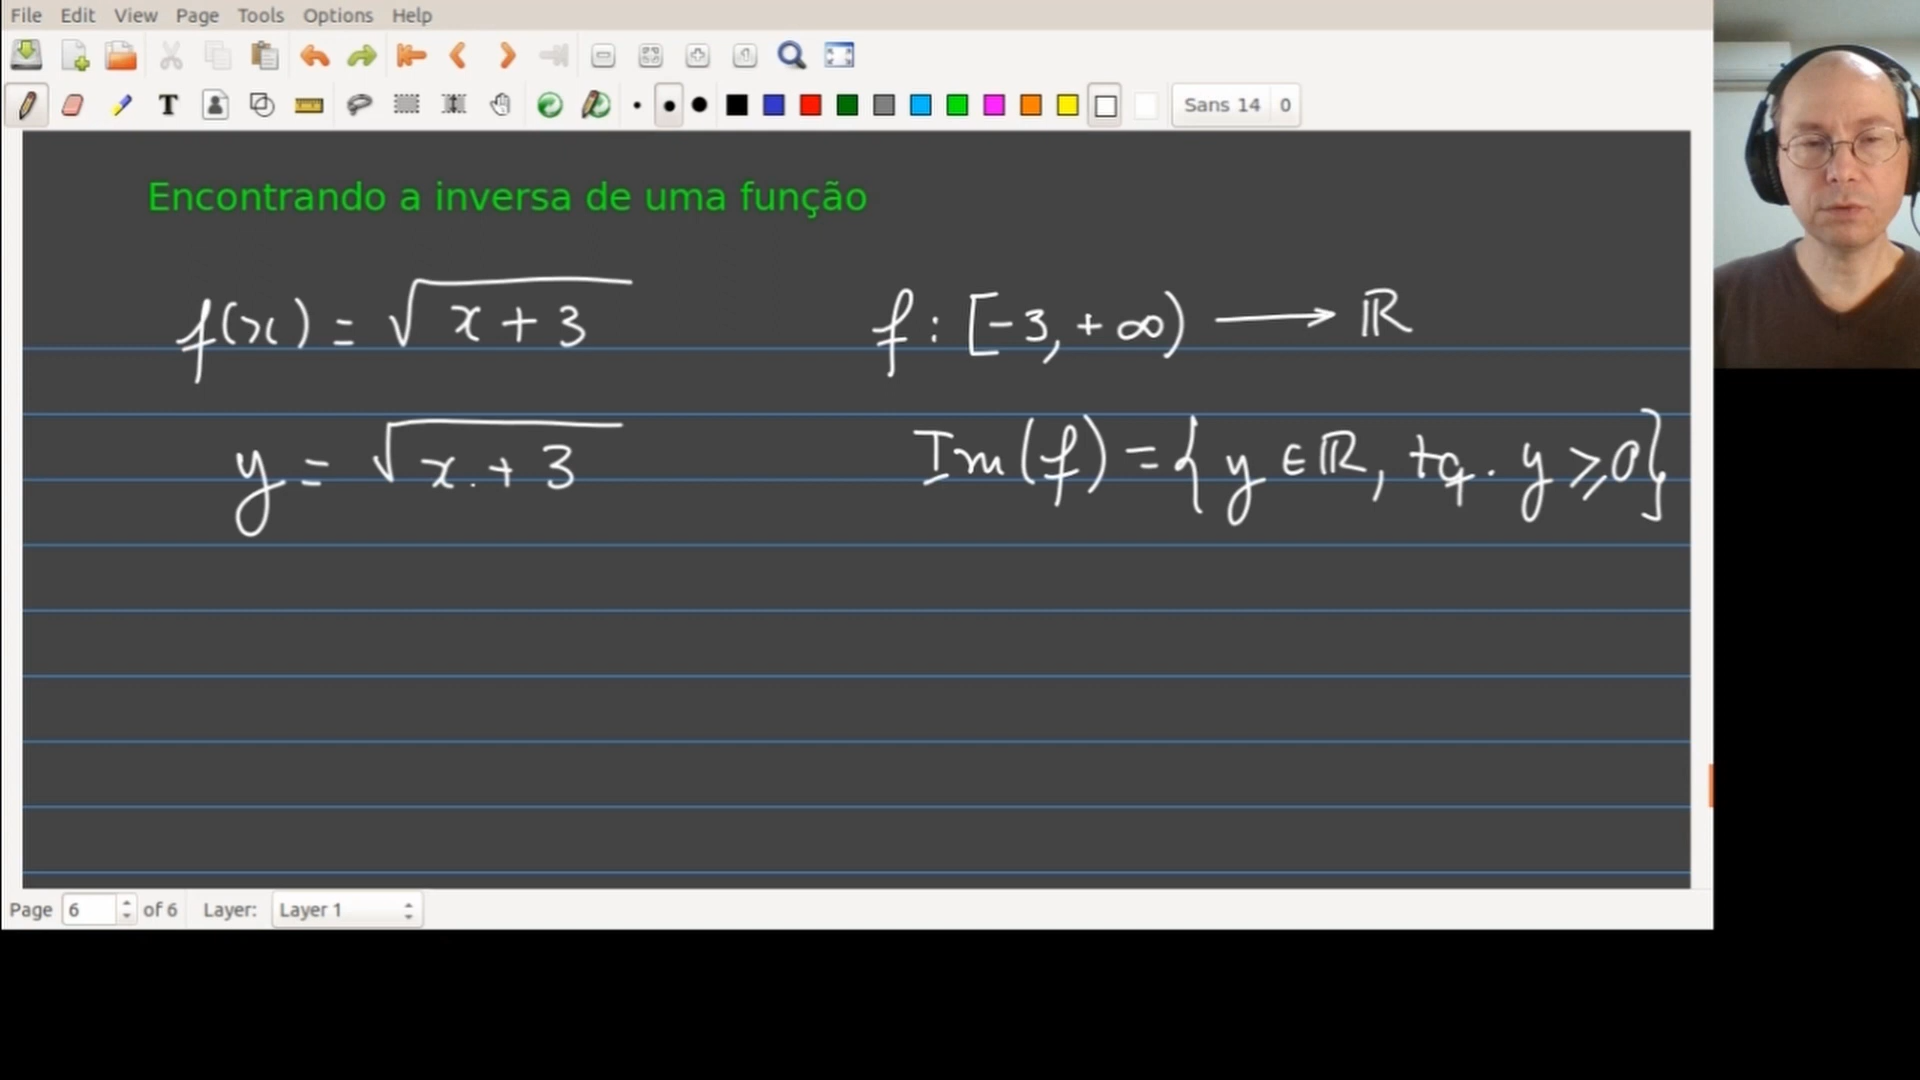 File Edit View Page Tools Options Help
T Sans 14 0
Encontrando a inversa de uma função
f(x) = √x + 3 f : [-3, + ∞) ⟶ ℝ
y = √x. + 3 Im(f) = { y ∈ ℝ, tq. y ⩾ 0}
Page 6 of 6 Layer: Layer 1